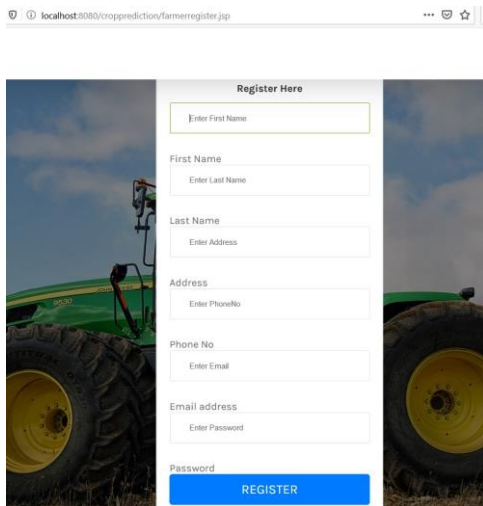 localhost:8080/cropprediction/farmerregister.jsp
Register Here
Enter First Name
First Name
Enter Last Name
Last Name
Enter Address
Address
Enter PhoneNo
Phone No
9530
Enter Email
Email address
Enter Password
Password
REGISTER